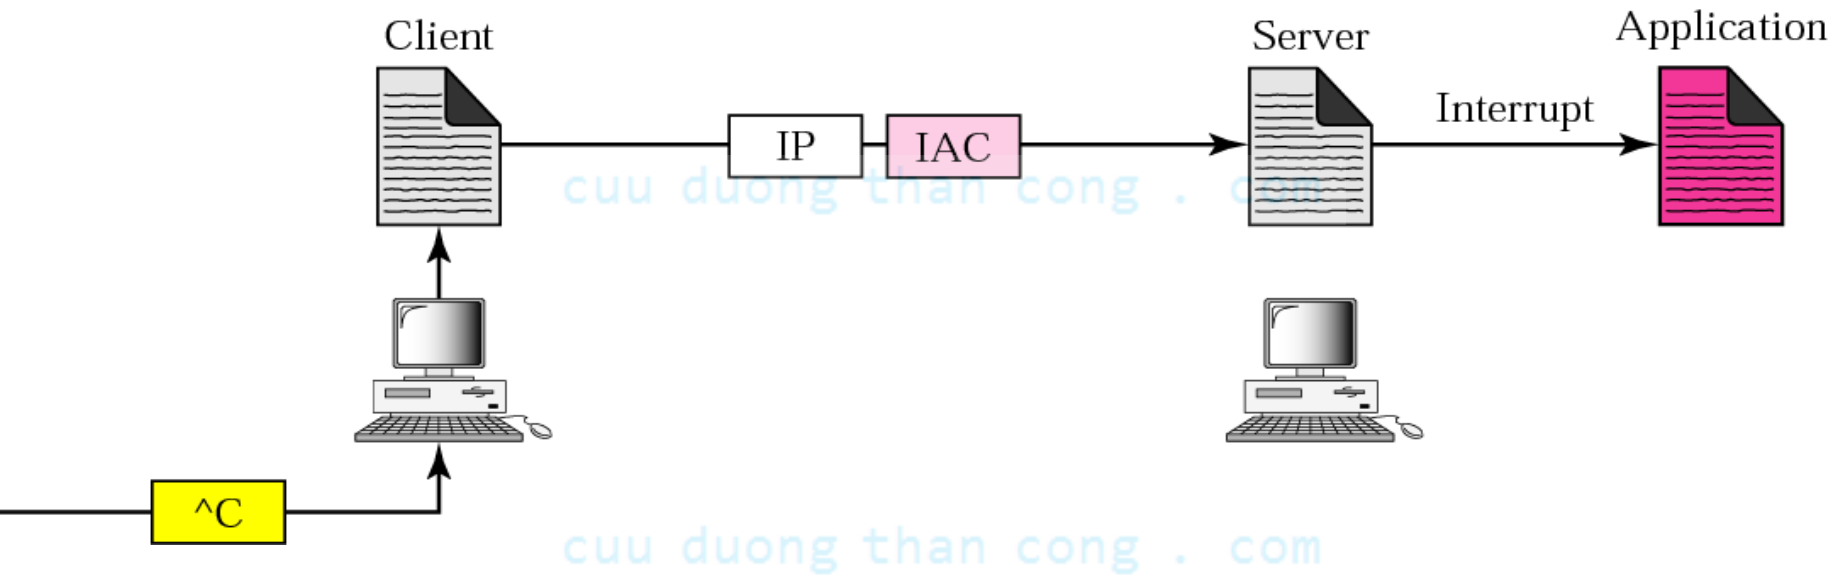 Client
Server
Application
Interrupt
IP
IAC
cuu duong than cong . com
^C
cuu duong than cong . com